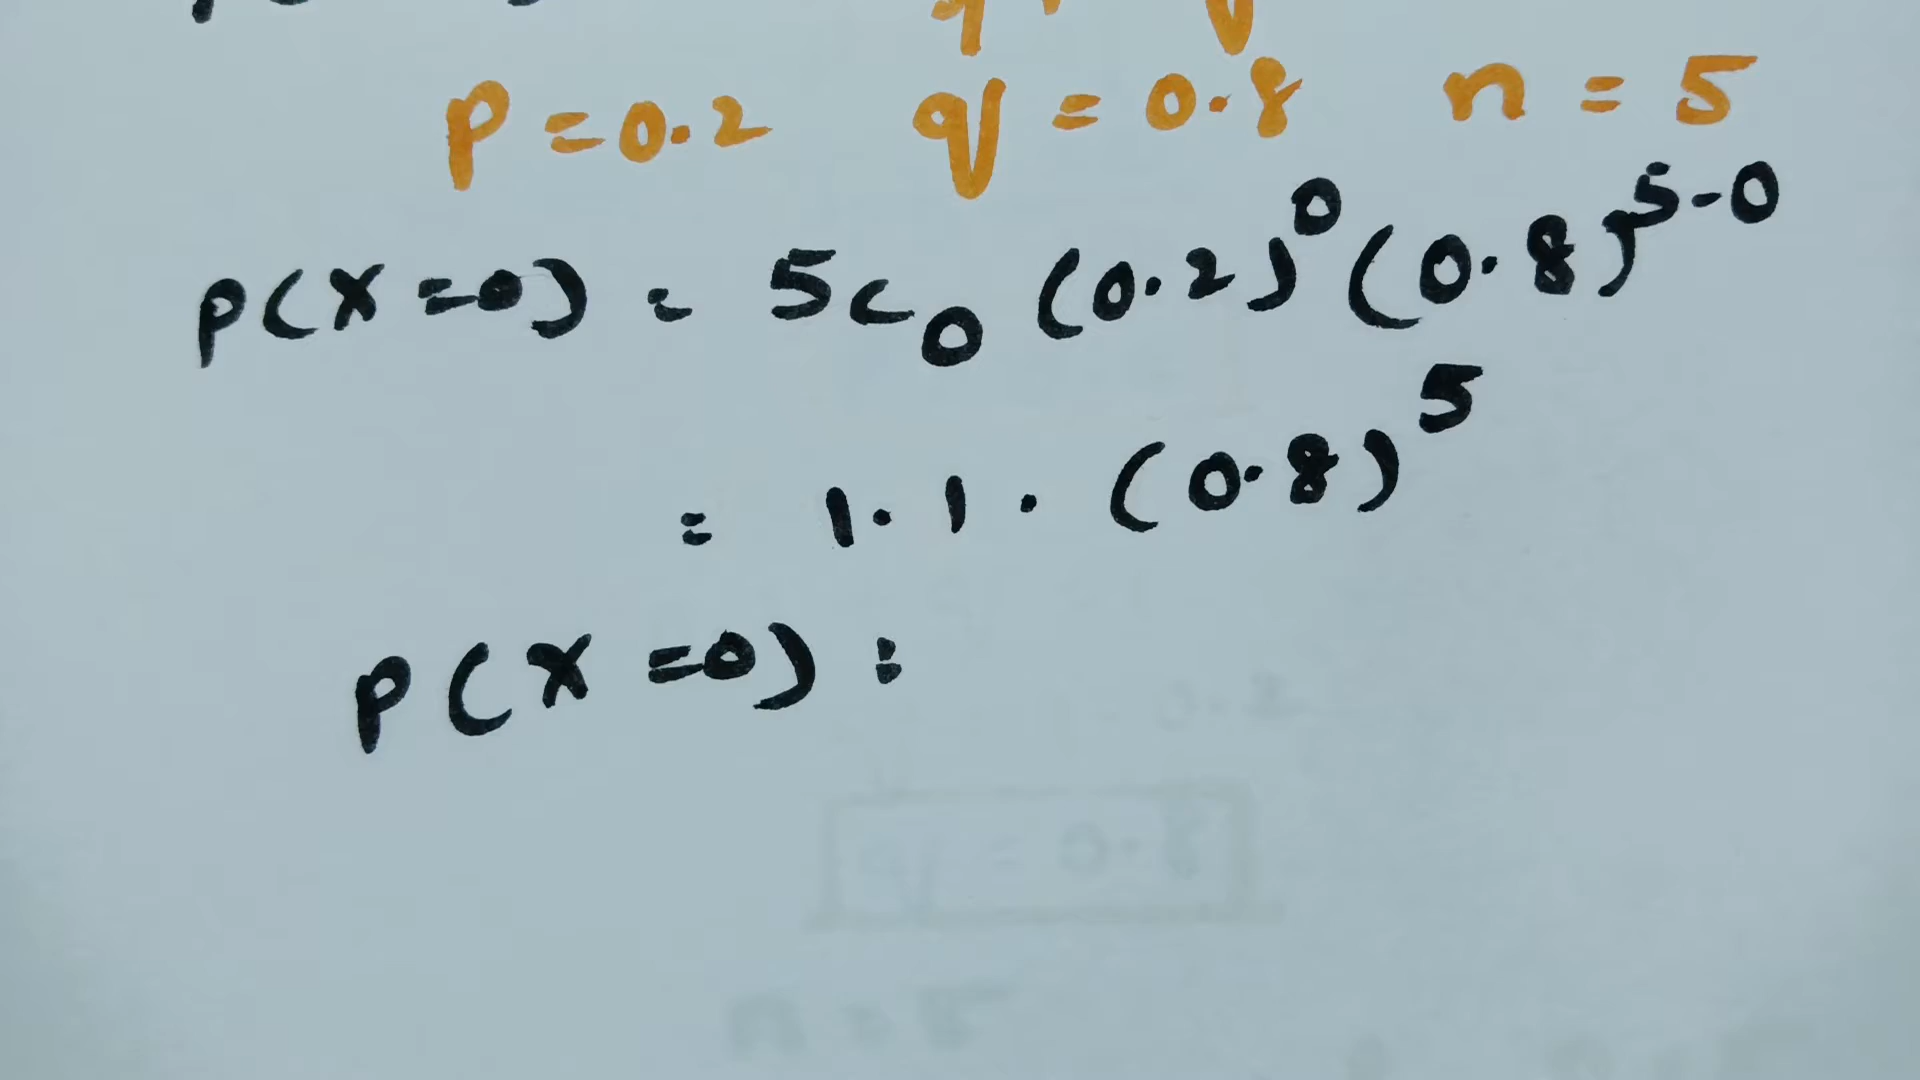 p = 0.2 q = 0.8 n = 5
p(x=0) = 5c₀ (0.2)⁰ (0.8)⁵⁻⁰
= 1 · 1 · (0.8)⁵
p(x=0) =